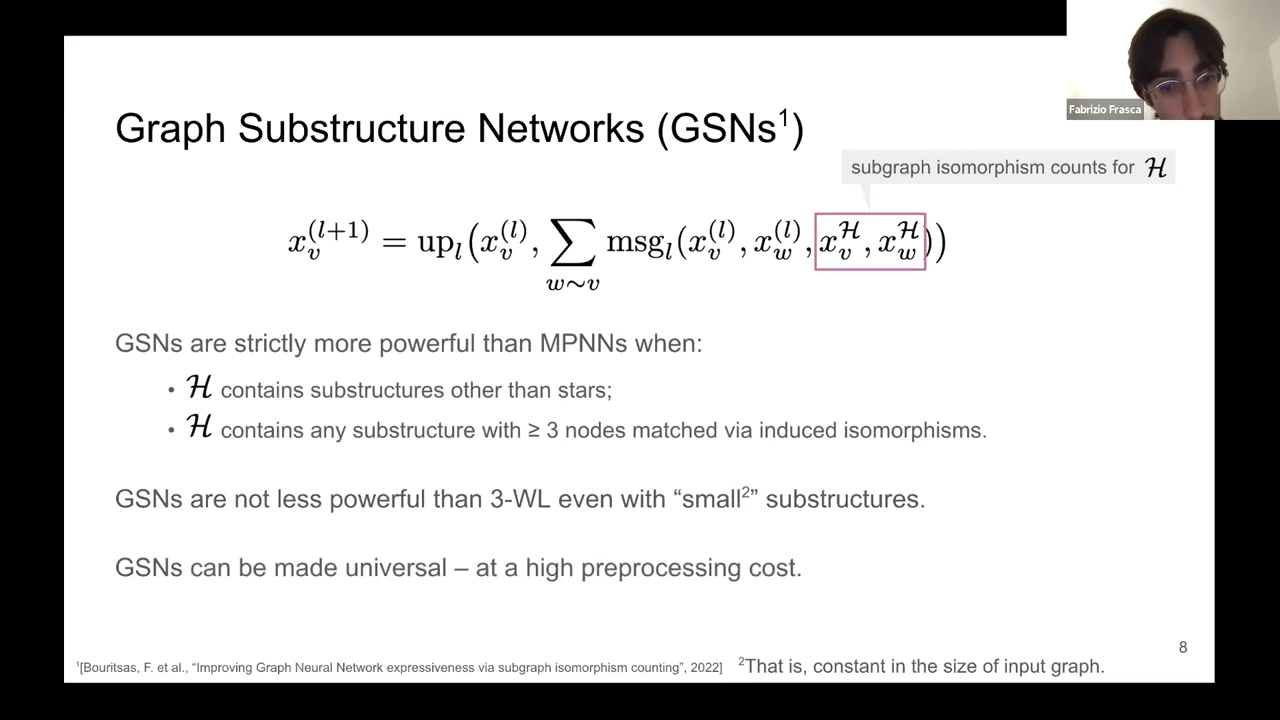 Fabrizio Frasca
Graph Substructure Networks (GSNs¹)
subgraph isomorphism counts for ℋ
x_v^{(l+1)} = up_l(x_v^{(l)}, ∑_{w∼v} msg_l(x_v^{(l)}, x_w^{(l)}, x_v^ℋ, x_w^ℋ))
GSNs are strictly more powerful than MPNNs when:
• ℋ contains substructures other than stars;
• ℋ contains any substructure with ≥ 3 nodes matched via induced isomorphisms.
GSNs are not less powerful than 3-WL even with “small²” substructures.
GSNs can be made universal – at a high preprocessing cost.
8
¹[Bouritsas, F. et al., “Improving Graph Neural Network expressiveness via subgraph isomorphism counting”, 2022]
²That is, constant in the size of input graph.